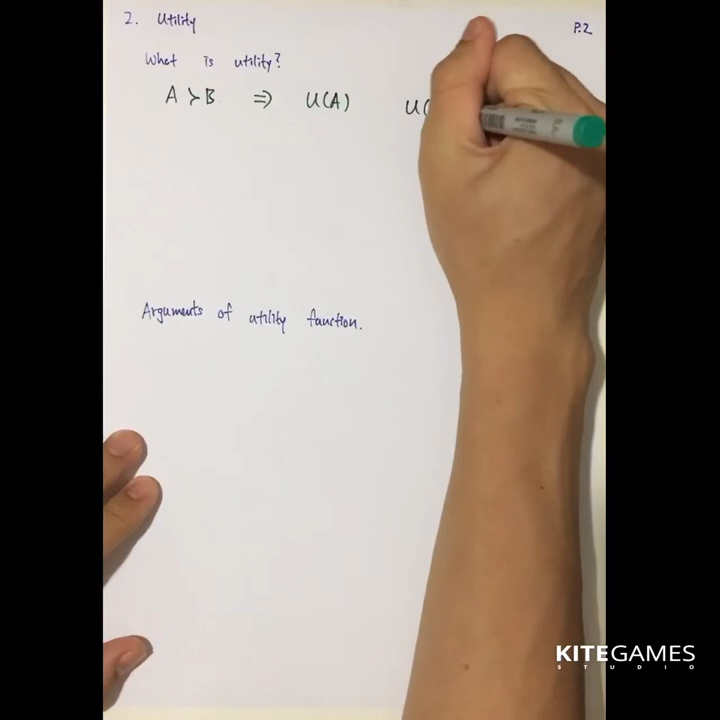 2. Utility P.2
What is utility?
A ≻ B ⇒ U(A) U(
Arguments of utility function.
KITEGAMES
STUDIO